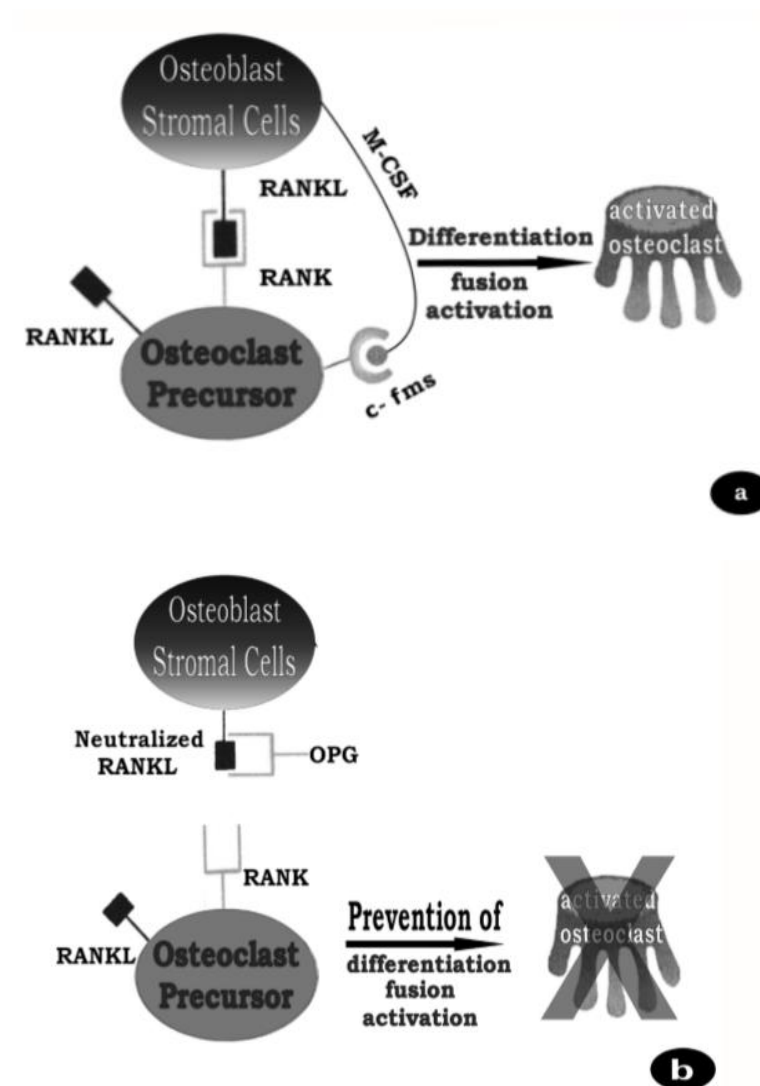 Osteoblast
Stromal Cells
M-CSF
RANKL
RANK
RANKL
Osteoclast
Precursor
c- fms
Differentiation
fusion
activation
activated
osteoclast
a
Osteoblast
Stromal Cells
Neutralized
RANKL
OPG
RANK
RANKL
Osteoclast
Precursor
Prevention of
differentiation
fusion
activation
activated
osteoclast
b